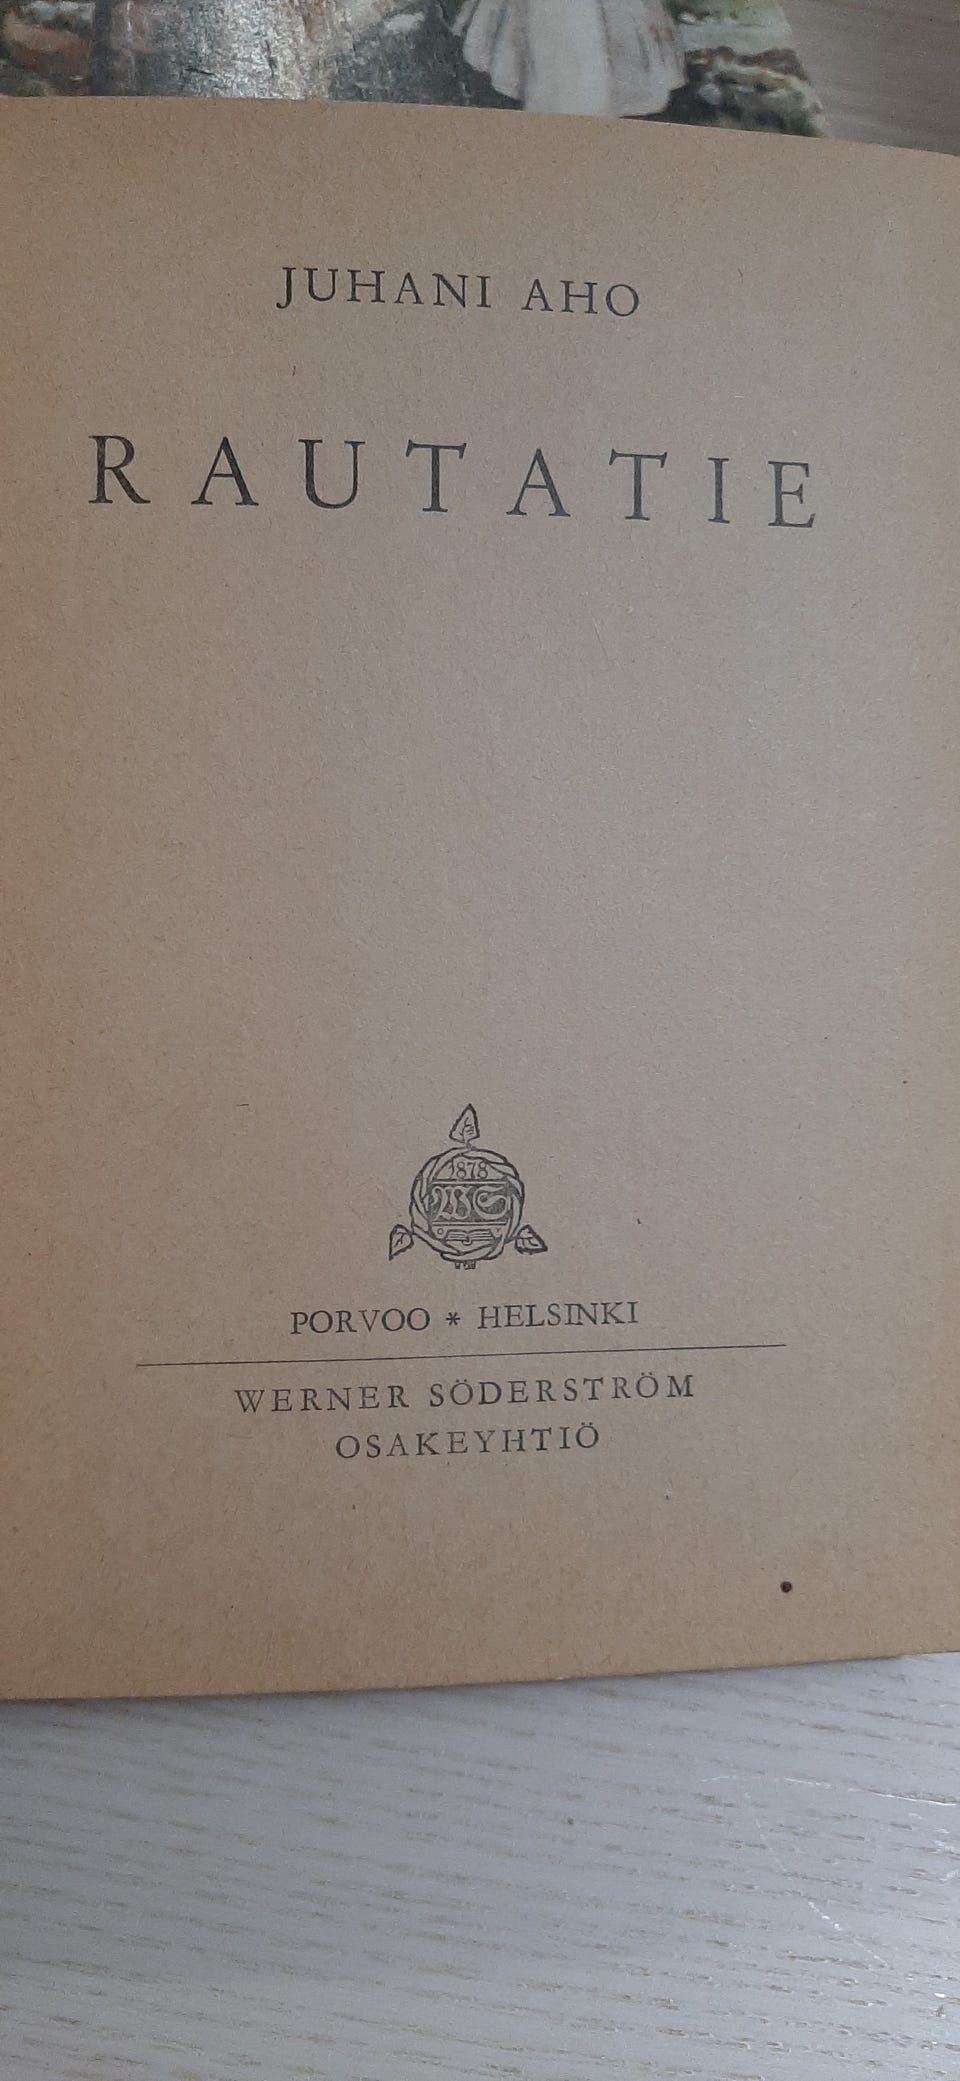 JUHANI AHO
RAUTATIE
1878
WS
PORVOO * HELSINKI
WERNER SÖDERSTRÖM
OSAKEYHTIÖ